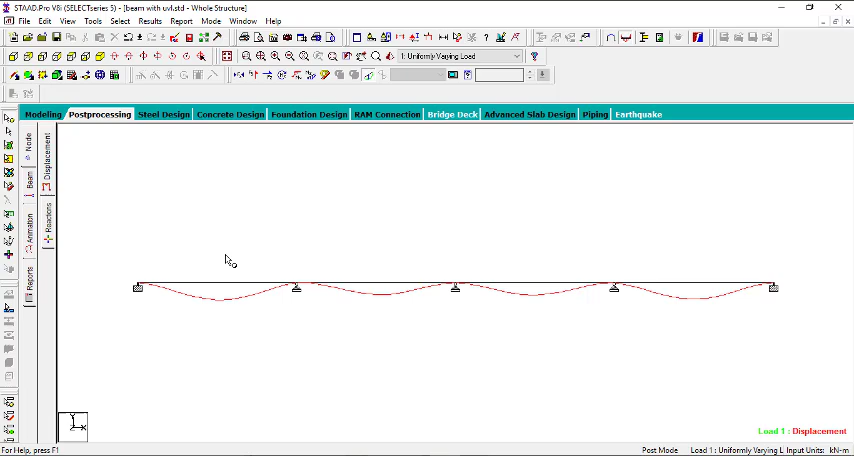 STAAD.Pro V8i (SELECTseries 5) - [beam with uvl.std - Whole Structure]
File Edit View Tools Select Results Report Mode Window Help
1: Uniformly Varying Load
Modeling Postprocessing Steel Design Concrete Design Foundation Design RAM Connection Bridge Deck Advanced Slab Design Piping Earthquake
Node
Beam
Animation
Reports
Displacement
Reactions
Y
X
Z
Load 1 : Displacement
For Help, press F1
Post Mode Load 1 : Uniformly Varying L Input Units: kN-m